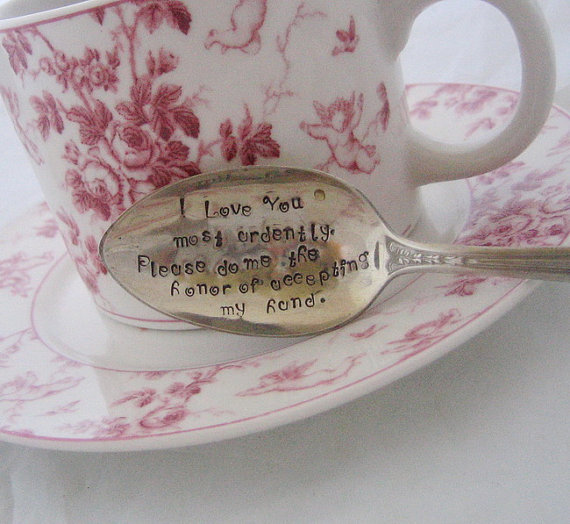 I Love You
most ardently.
Please do me the
honor of accepting
my hand.